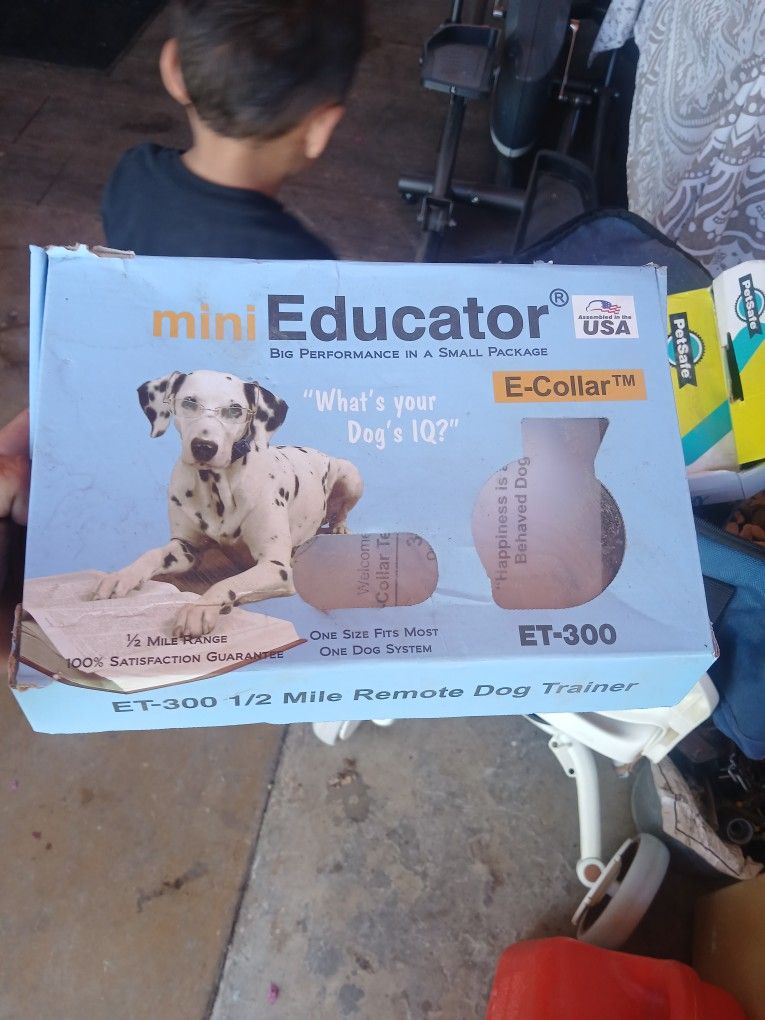 mini Educator®
BIG PERFORMANCE IN A SMALL PACKAGE
Assembled in the
USA
E-Collar™
"What's your
Dog's IQ?"
"Happiness is a
Behaved Dog
Welcome
-Collar Te
½ MILE RANGE
100% SATISFACTION GUARANTEE
ONE SIZE FITS MOST
ONE DOG SYSTEM
ET-300
ET-300 1/2 Mile Remote Dog Trainer
PetSafe
PetSafe